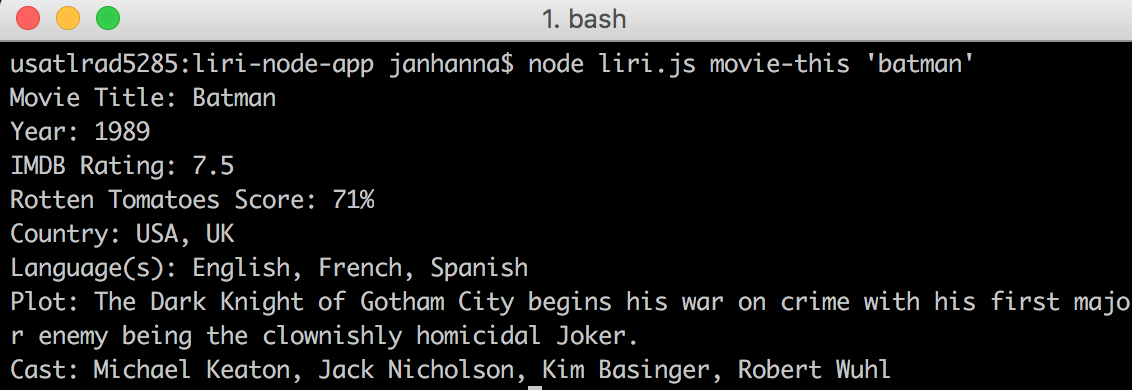 1. bash
usatlrad5285:liri-node-app janhanna$ node liri.js movie-this 'batman'
Movie Title: Batman
Year: 1989
IMDB Rating: 7.5
Rotten Tomatoes Score: 71%
Country: USA, UK
Language(s): English, French, Spanish
Plot: The Dark Knight of Gotham City begins his war on crime with his first majo
r enemy being the clownishly homicidal Joker.
Cast: Michael Keaton, Jack Nicholson, Kim Basinger, Robert Wuhl